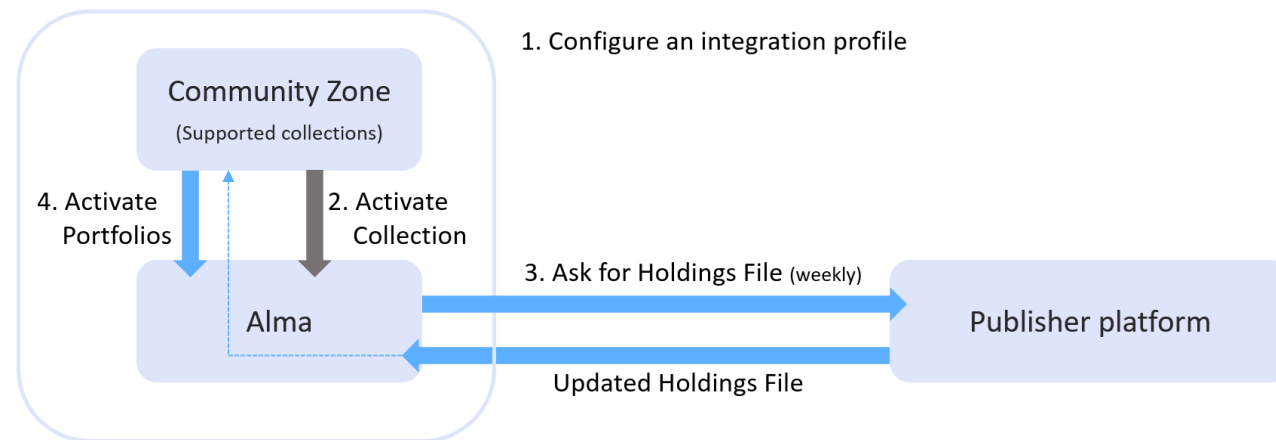 1. Configure an integration profile
Community Zone
(Supported collections)
4. Activate
Portfolios
2. Activate
Collection
3. Ask for Holdings File (weekly)
Alma
Publisher platform
Updated Holdings File